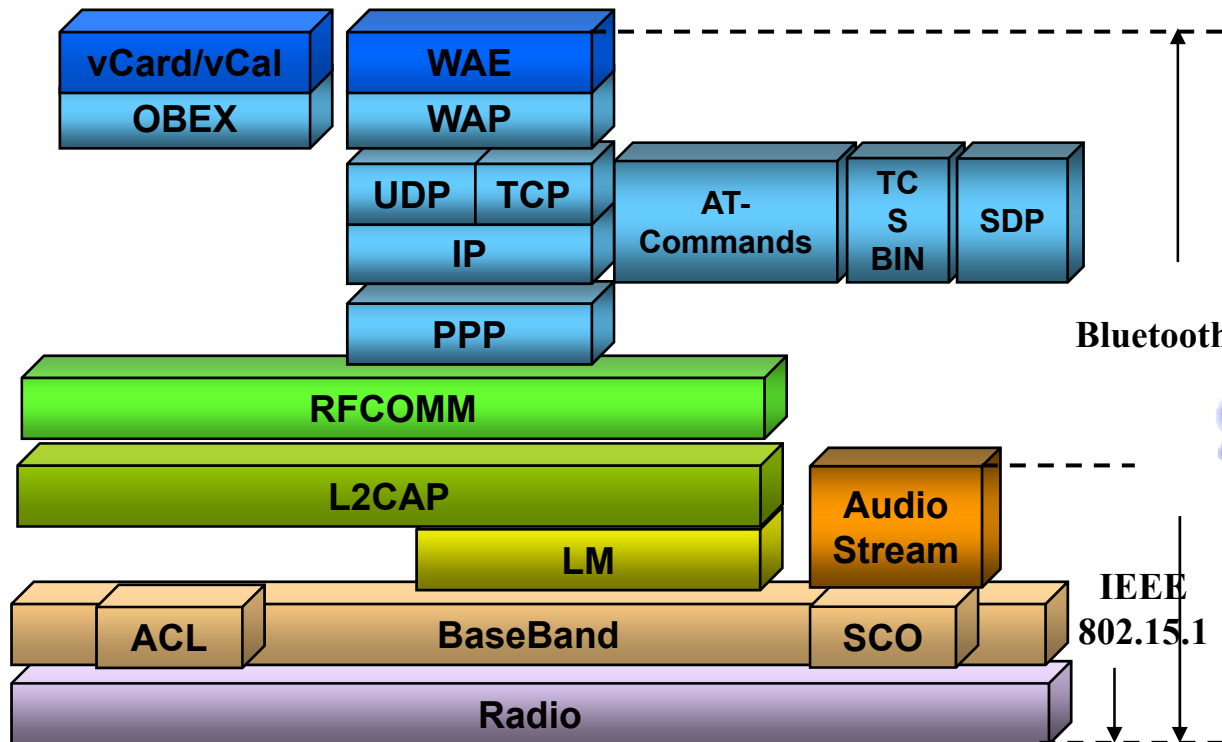 vCard/vCal
WAE
OBEX
WAP
UDP
TCP
AT-
Commands
TC
S
BIN
SDP
IP
PPP
Bluetooth
RFCOMM
L2CAP
Audio
Stream
LM
IEEE
802.15.1
ACL
BaseBand
SCO
Radio